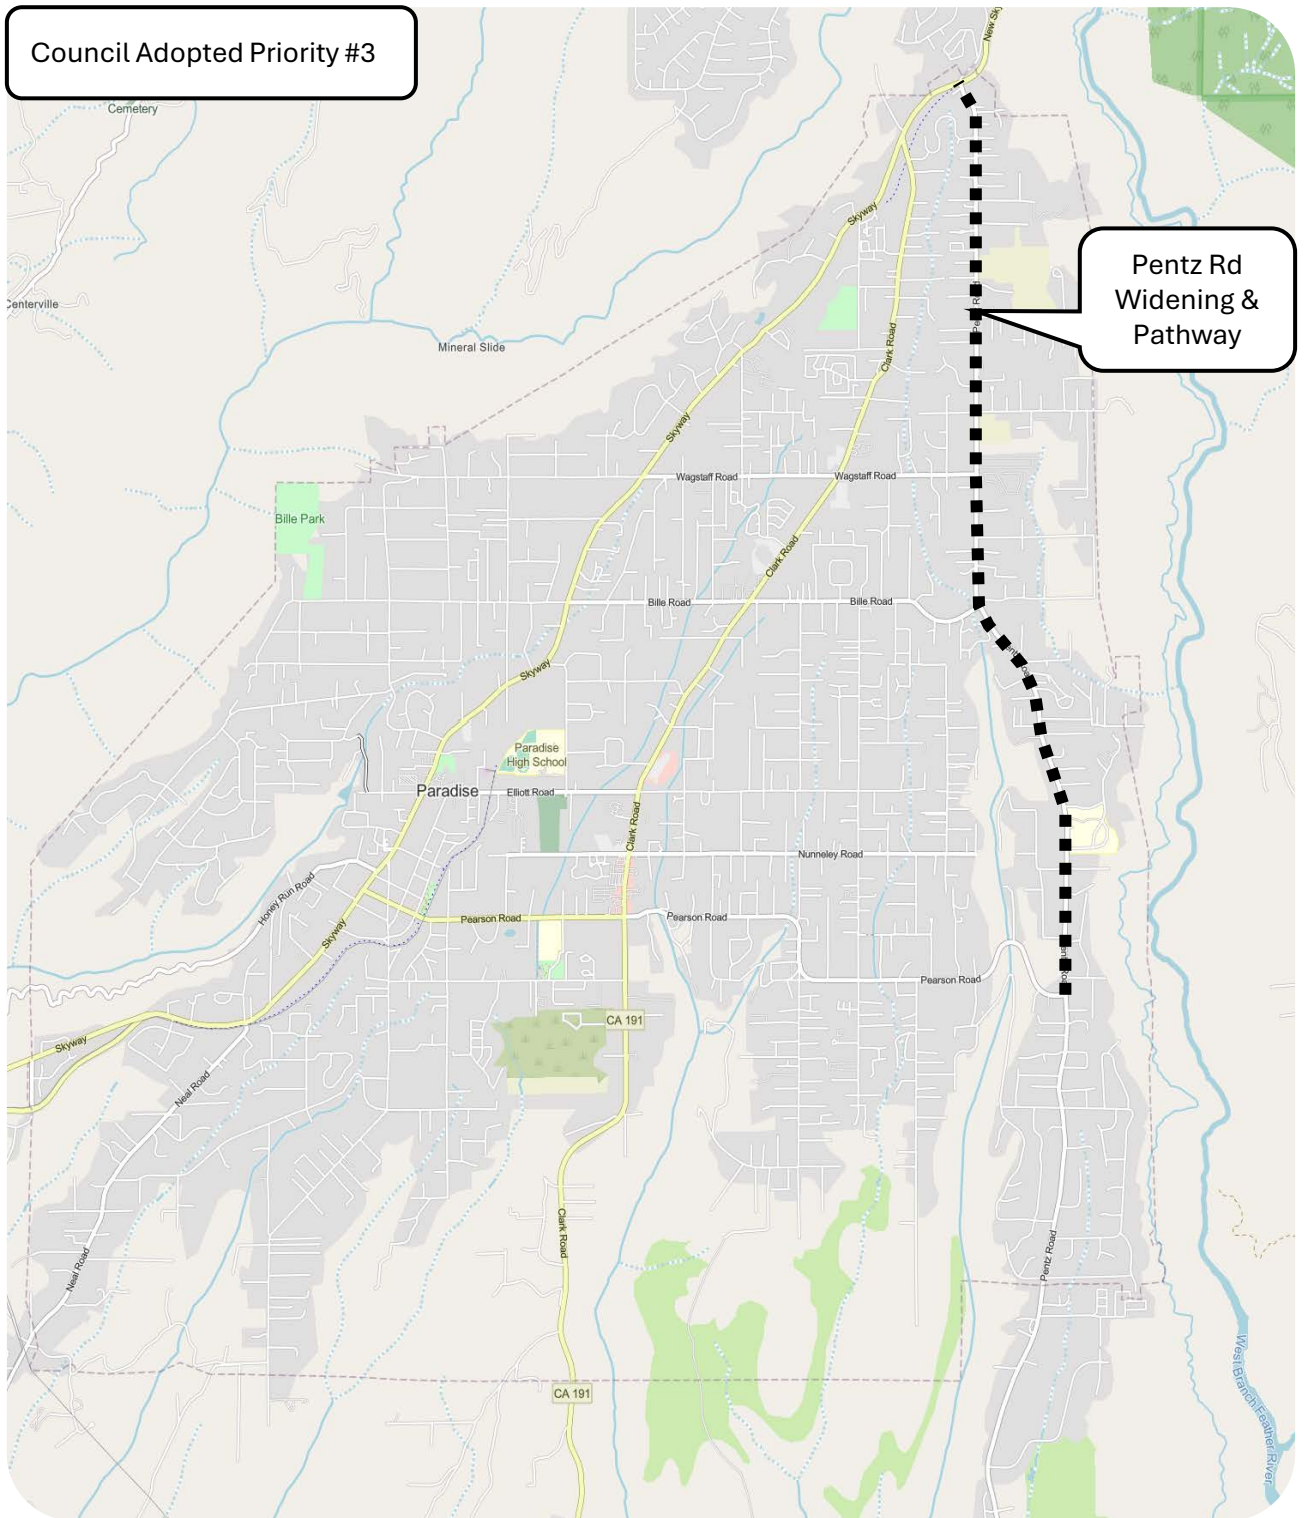 Council Adopted Priority #3
New Sky
Cemetery
Skyway
Pentz Rd
Widening &
Pathway
Centerville
Mineral Slide
Clark Road
Skyway
Wagstaff Road
Wagstaff Road
Bille Park
Clark Road
Bille Road
Bille Road
Skyway
Paradise
High School
Paradise
Elliott Road
Clark Road
Nunneley Road
Honey Run Road
Pearson Road
Pearson Road
Skyway
Pearson Road
CA 191
Skyway
Neal Road
Clark Road
Pentz Road
Neal Road
CA 191
West Branch Feather River